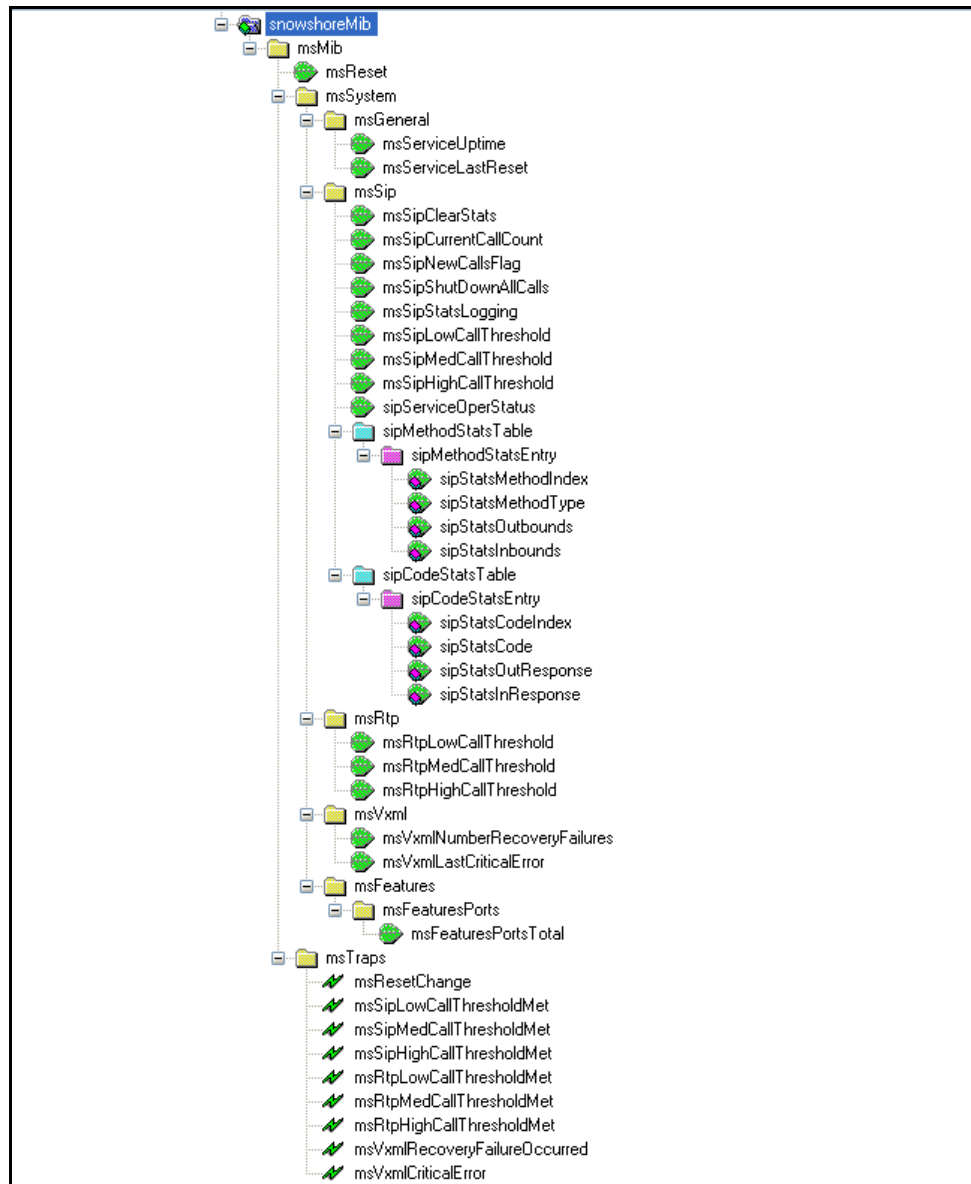 snowshoreMib
msMib
msReset
msSystem
msGeneral
msServiceUptime
msServiceLastReset
msSip
msSipClearStats
msSipCurrentCallCount
msSipNewCallsFlag
msSipShutDownAllCalls
msSipStatsLogging
msSipLowCallThreshold
msSipMedCallThreshold
msSipHighCallThreshold
sipServiceOperStatus
sipMethodStatsTable
sipMethodStatsEntry
sipStatsMethodIndex
sipStatsMethodType
sipStatsOutbounds
sipStatsInbounds
sipCodeStatsTable
sipCodeStatsEntry
sipStatsCodeIndex
sipStatsCode
sipStatsOutResponse
sipStatsInResponse
msRtp
msRtpLowCallThreshold
msRtpMedCallThreshold
msRtpHighCallThreshold
msVxml
msVxmlNumberRecoveryFailures
msVxmlLastCriticalError
msFeatures
msFeaturesPorts
msFeaturesPortsTotal
msTraps
msResetChange
msSipLowCallThresholdMet
msSipMedCallThresholdMet
msSipHighCallThresholdMet
msRtpLowCallThresholdMet
msRtpMedCallThresholdMet
msRtpHighCallThresholdMet
msVxmlRecoveryFailureOccurred
msVxmlCriticalError